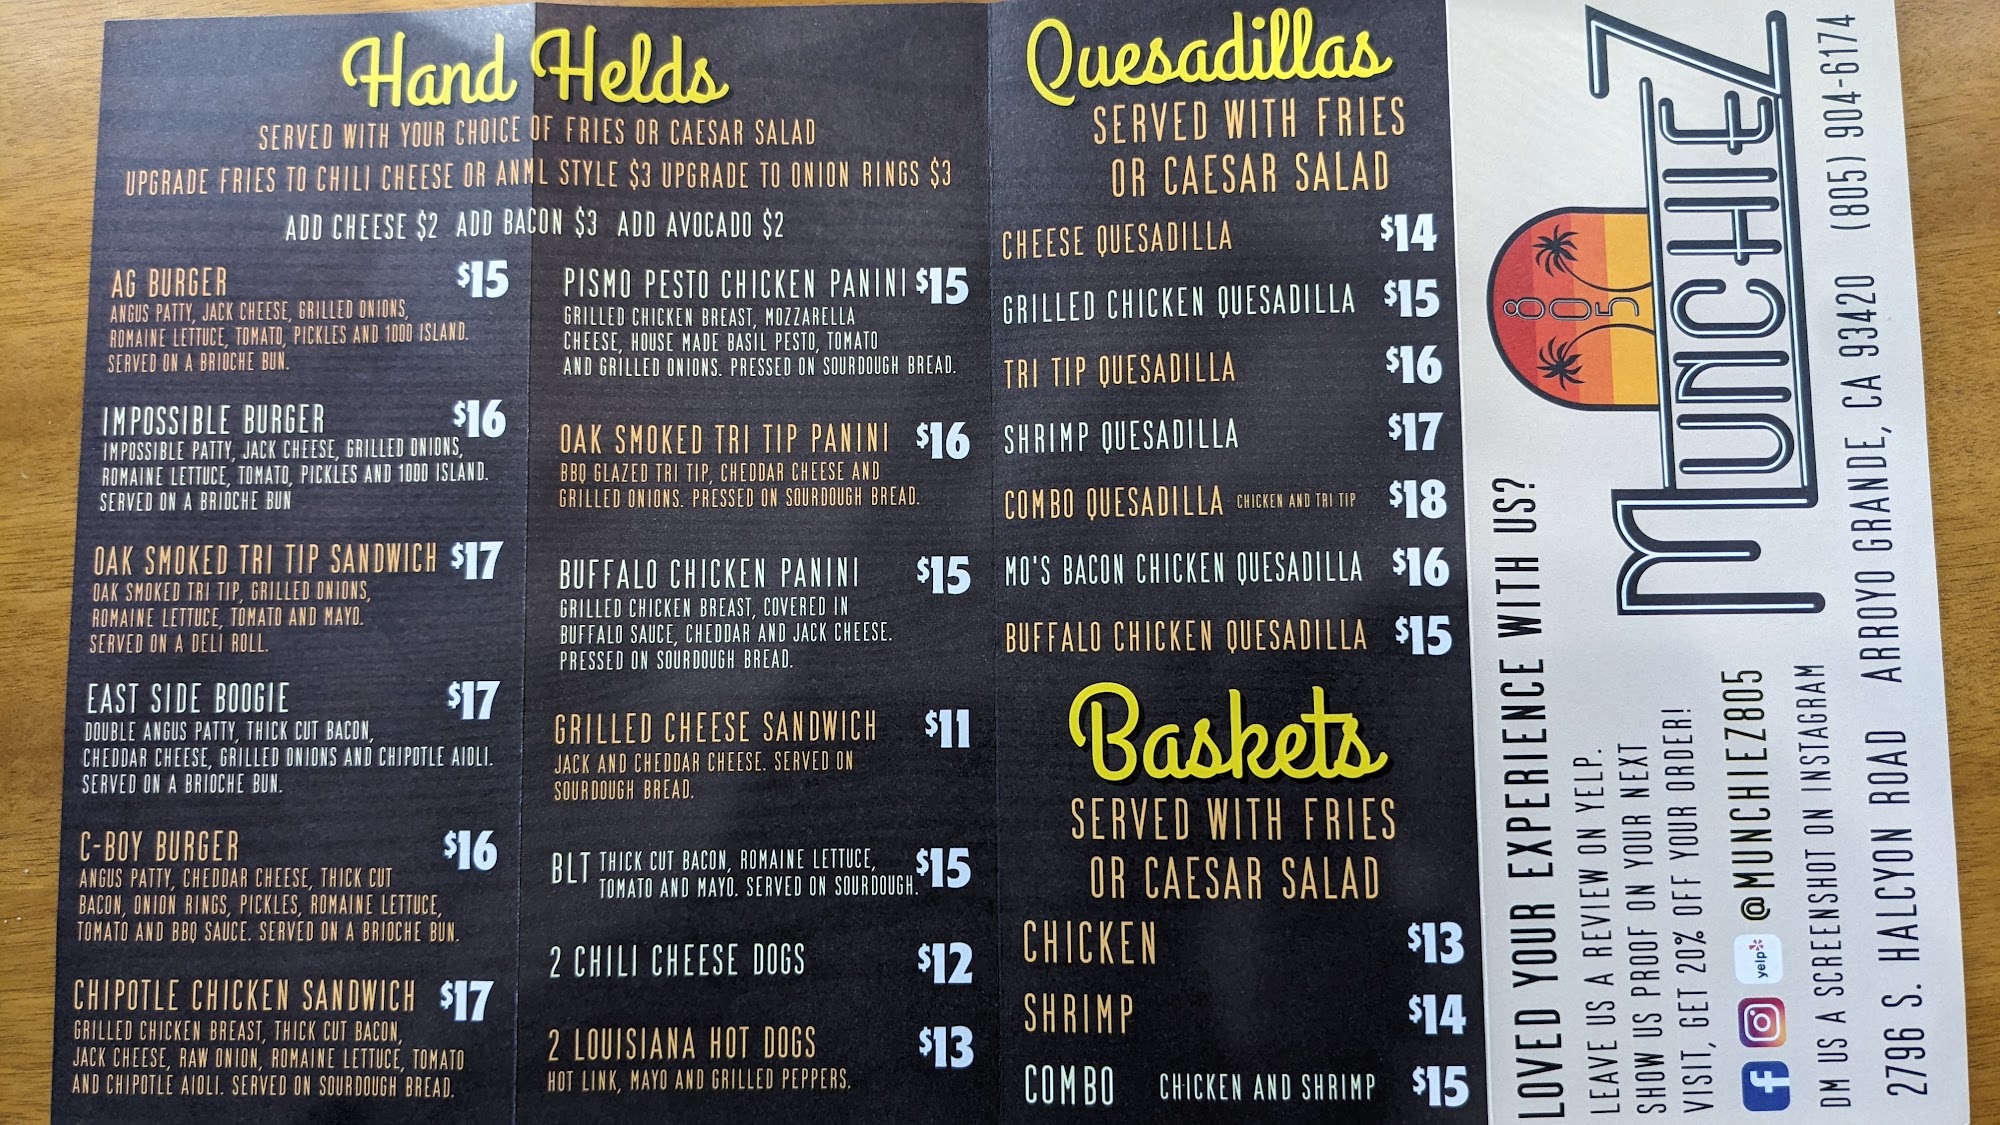 Hand Helds
SERVED WITH YOUR CHOICE OF FRIES OR CAESAR SALAD
UPGRADE FRIES TO CHILI CHEESE OR ANML STYLE $3 UPGRADE TO ONION RINGS $3
ADD CHEESE $2 ADD BACON $3 ADD AVOCADO $2
AG BURGER $15
ANGUS PATTY, JACK CHEESE, GRILLED ONIONS,
ROMAINE LETTUCE, TOMATO, PICKLES AND 1000 ISLAND.
SERVED ON A BRIOCHE BUN.
IMPOSSIBLE BURGER $16
IMPOSSIBLE PATTY, JACK CHEESE, GRILLED ONIONS,
ROMAINE LETTUCE, TOMATO, PICKLES AND 1000 ISLAND.
SERVED ON A BRIOCHE BUN
OAK SMOKED TRI TIP SANDWICH $17
OAK SMOKED TRI TIP, GRILLED ONIONS,
ROMAINE LETTUCE, TOMATO AND MAYO.
SERVED ON A DELI ROLL.
EAST SIDE BOOGIE $17
DOUBLE ANGUS PATTY, THICK CUT BACON,
CHEDDAR CHEESE, GRILLED ONIONS AND CHIPOTLE AIOLI.
SERVED ON A BRIOCHE BUN.
C-BOY BURGER $16
ANGUS PATTY, CHEDDAR CHEESE, THICK CUT
BACON, ONION RINGS, PICKLES, ROMAINE LETTUCE,
TOMATO AND BBQ SAUCE. SERVED ON A BRIOCHE BUN.
CHIPOTLE CHICKEN SANDWICH $17
GRILLED CHICKEN BREAST, THICK CUT BACON,
JACK CHEESE, RAW ONION, ROMAINE LETTUCE, TOMATO
AND CHIPOTLE AIOLI. SERVED ON SOURDOUGH BREAD.
PISMO PESTO CHICKEN PANINI $15
GRILLED CHICKEN BREAST, MOZZARELLA
CHEESE, HOUSE MADE BASIL PESTO, TOMATO
AND GRILLED ONIONS. PRESSED ON SOURDOUGH BREAD.
OAK SMOKED TRI TIP PANINI $16
BBQ GLAZED TRI TIP, CHEDDAR CHEESE AND
GRILLED ONIONS. PRESSED ON SOURDOUGH BREAD.
BUFFALO CHICKEN PANINI $15
GRILLED CHICKEN BREAST, COVERED IN
BUFFALO SAUCE, CHEDDAR AND JACK CHEESE.
PRESSED ON SOURDOUGH BREAD.
GRILLED CHEESE SANDWICH $11
JACK AND CHEDDAR CHEESE. SERVED ON
SOURDOUGH BREAD.
BLT THICK CUT BACON, ROMAINE LETTUCE, $15
TOMATO AND MAYO. SERVED ON SOURDOUGH.
2 CHILI CHEESE DOGS $12
2 LOUISIANA HOT DOGS $13
HOT LINK, MAYO AND GRILLED PEPPERS.
Quesadillas
SERVED WITH FRIES
OR CAESAR SALAD
CHEESE QUESADILLA $14
GRILLED CHICKEN QUESADILLA $15
TRI TIP QUESADILLA $16
SHRIMP QUESADILLA $17
COMBO QUESADILLA CHICKEN AND TRI TIP $18
MO'S BACON CHICKEN QUESADILLA $16
BUFFALO CHICKEN QUESADILLA $15
Baskets
SERVED WITH FRIES
OR CAESAR SALAD
CHICKEN $13
SHRIMP $14
COMBO CHICKEN AND SHRIMP $15
LOVED YOUR EXPERIENCE WITH US?
LEAVE US A REVIEW ON YELP.
SHOW US PROOF ON YOUR NEXT
VISIT, GET 20% OFF YOUR ORDER!
f yelp @MUNCHIEZ805
DM US A SCREENSHOT ON INSTAGRAM
805
MUNCHIEZ
2796 S. HALCYON ROAD ARROYO GRANDE, CA 93420 (805) 904-6174